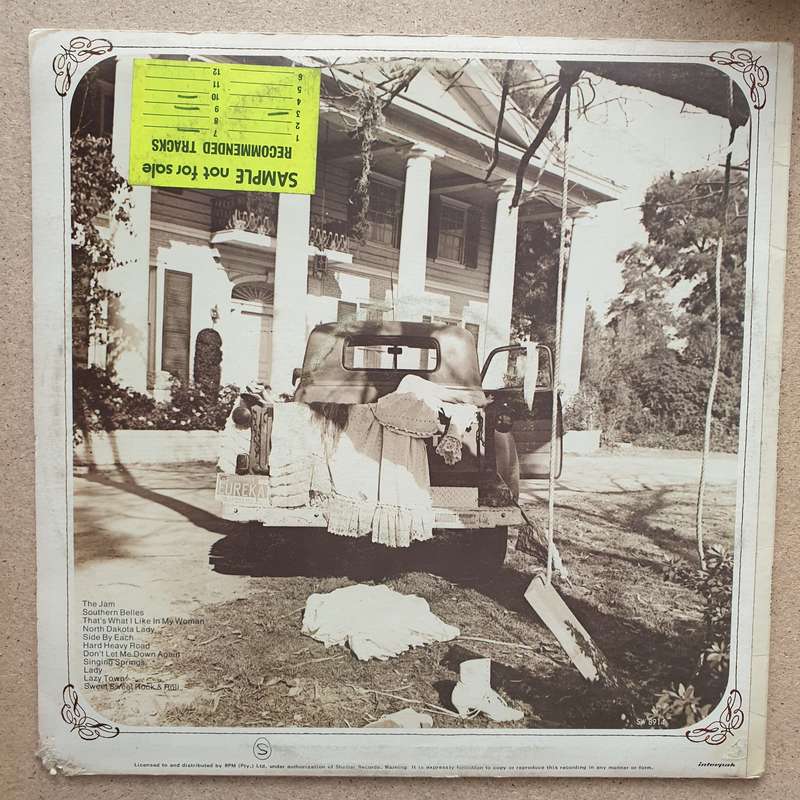 SAMPLE not for sale
RECOMMENDED TRACKS
1 7
2 8
3 9
4 10
5 11
6 12
EUREKA
The Jam
Southern Belles
That's What I Like In My Woman
North Dakota Lady
Side By Each
Hard Heavy Road
Don't Let Me Down Again
Singing Springs
Lady
Lazy Town
Sweet Sweet Rock & Roll
SW 8914
S
Licensed to and distributed by RPM (Pty.) Ltd. under authorization of Shelter Records. Warning: It is expressly forbidden to copy or reproduce this recording in any manner or form.
interpak